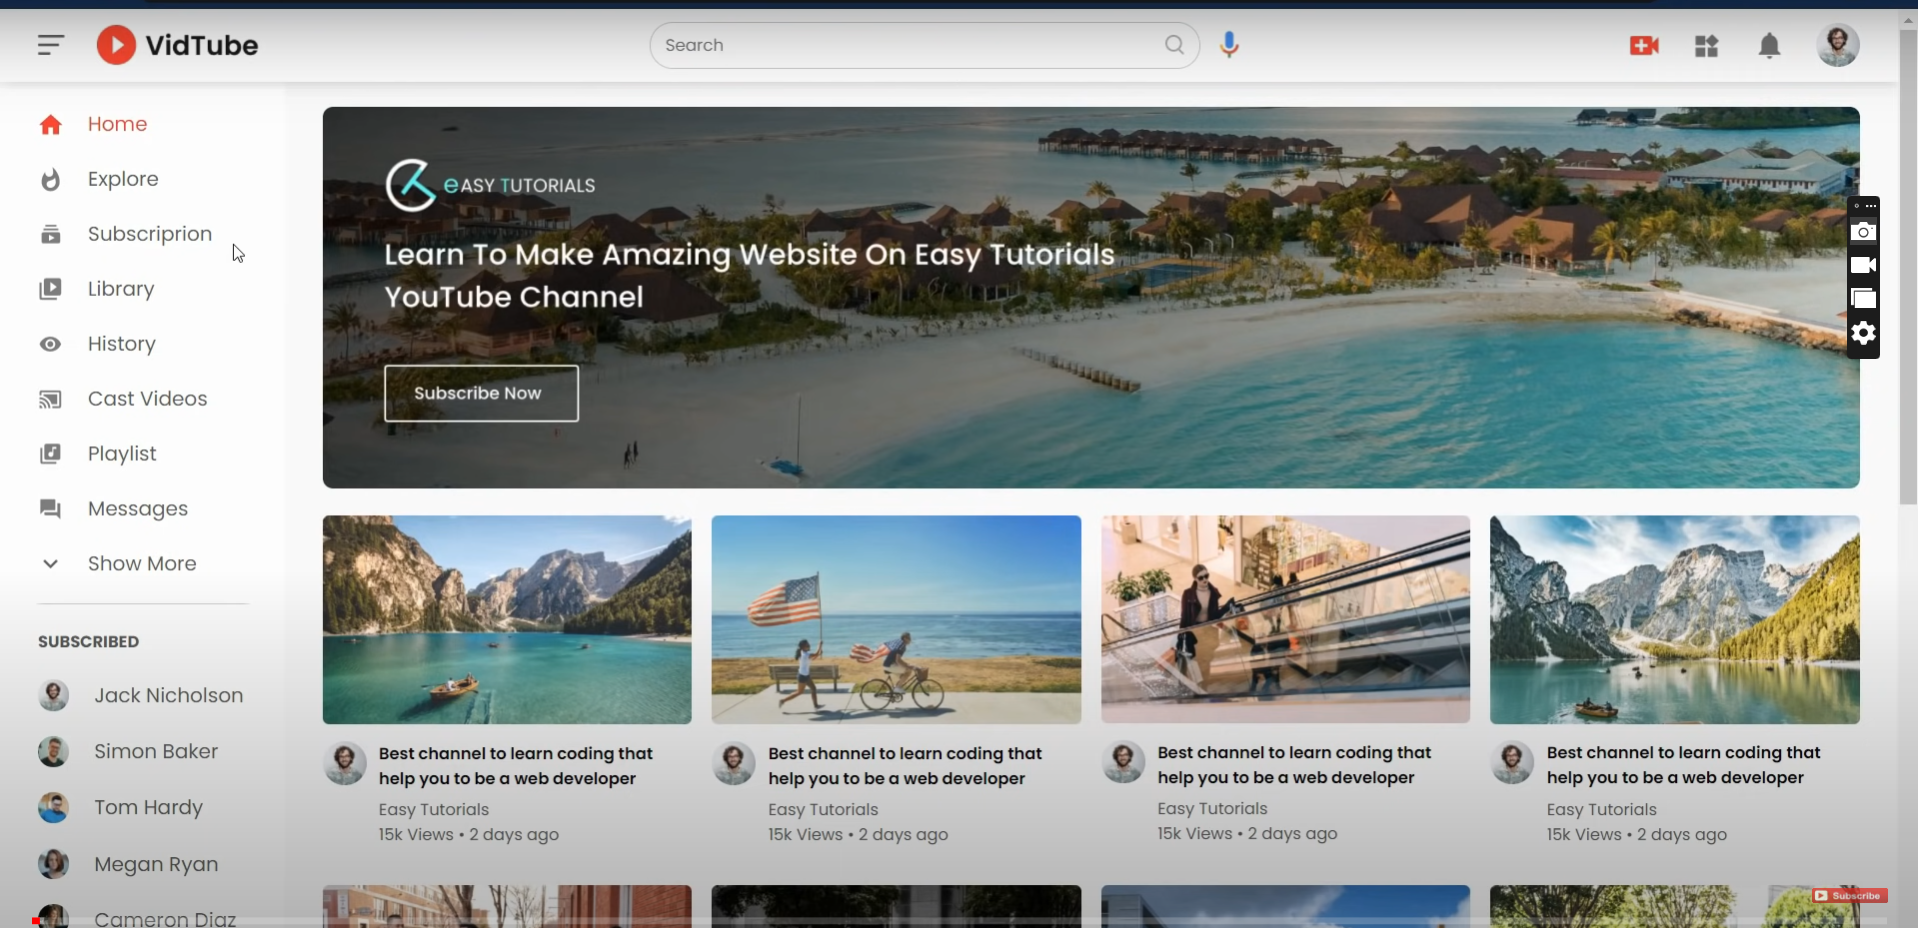 VidTube
Search
Home
Explore
Subscriprion
Library
History
Cast Videos
Playlist
Messages
Show More
SUBSCRIBED
Jack Nicholson
Simon Baker
Tom Hardy
Megan Ryan
Cameron Diaz
eASY TUTORIALS
Learn To Make Amazing Website On Easy Tutorials
YouTube Channel
Subscribe Now
Best channel to learn coding that
help you to be a web developer
Easy Tutorials
15k Views • 2 days ago
Best channel to learn coding that
help you to be a web developer
Easy Tutorials
15k Views • 2 days ago
Best channel to learn coding that
help you to be a web developer
Easy Tutorials
15k Views • 2 days ago
Best channel to learn coding that
help you to be a web developer
Easy Tutorials
15k Views • 2 days ago
Subscribe